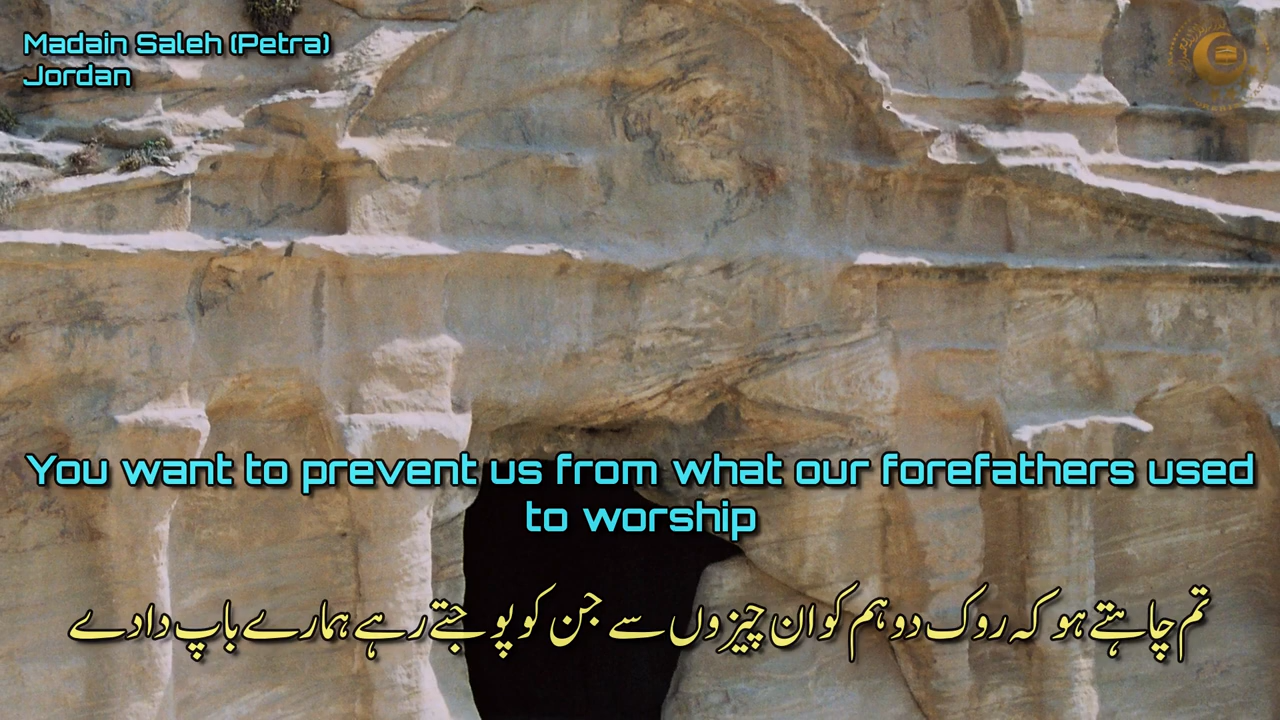 Madain Saleh (Petra)
Jordan
You want to prevent us from what our forefathers used
to worship
تم چاہتے ہو کہ روک دو ہم کو ان چیزوں سے جن کو پوجتے رہے ہمارے باپ دادے